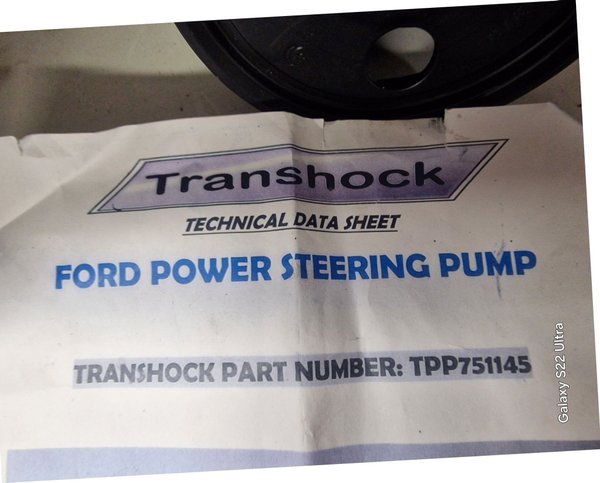 Transhock
TECHNICAL DATA SHEET
FORD POWER STEERING PUMP
TRANSHOCK PART NUMBER: TPP751145
Galaxy S22 Ultra